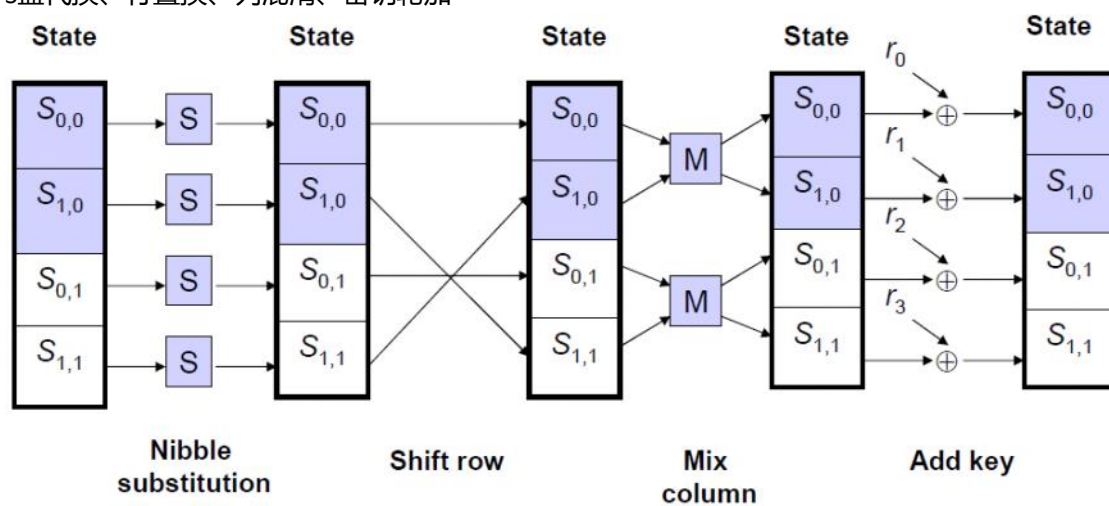 s盒代换、行置换、列混淆、密钥轮加
State State State State State
S0,0 S S0,0 S0,0 M S0,0 r0 ⊕ S0,0
S1,0 S S1,0 S1,0 S1,0 r1 ⊕ S1,0
S0,1 S S0,1 S0,1 M S0,1 r2 ⊕ S0,1
S1,1 S S1,1 S1,1 S1,1 r3 ⊕ S1,1
Nibble
substitution
Shift row
Mix
column
Add key